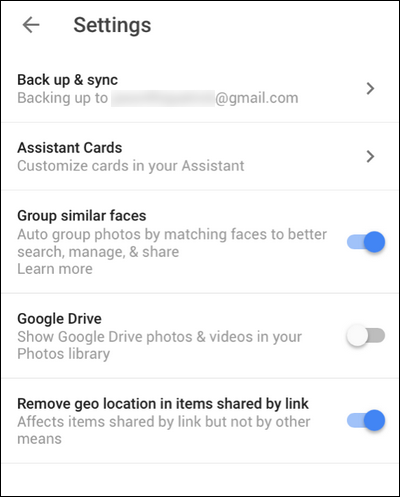 Settings
Back up & sync
Backing up to @gmail.com
Assistant Cards
Customize cards in your Assistant
Group similar faces
Auto group photos by matching faces to better
search, manage, & share
Learn more
Google Drive
Show Google Drive photos & videos in your
Photos library
Remove geo location in items shared by link
Affects items shared by link but not by other
means